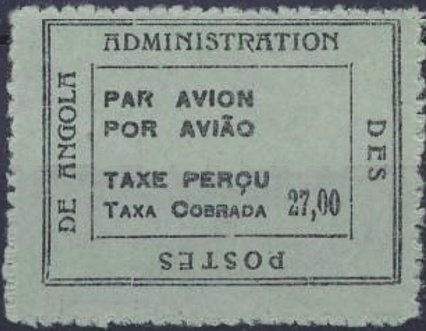 ADMINISTRATION
DES
POSTES
DE ANGOLA
PAR AVION
POR AVIÃO
TAXE PERÇU
TAXA COBRADA 27,00